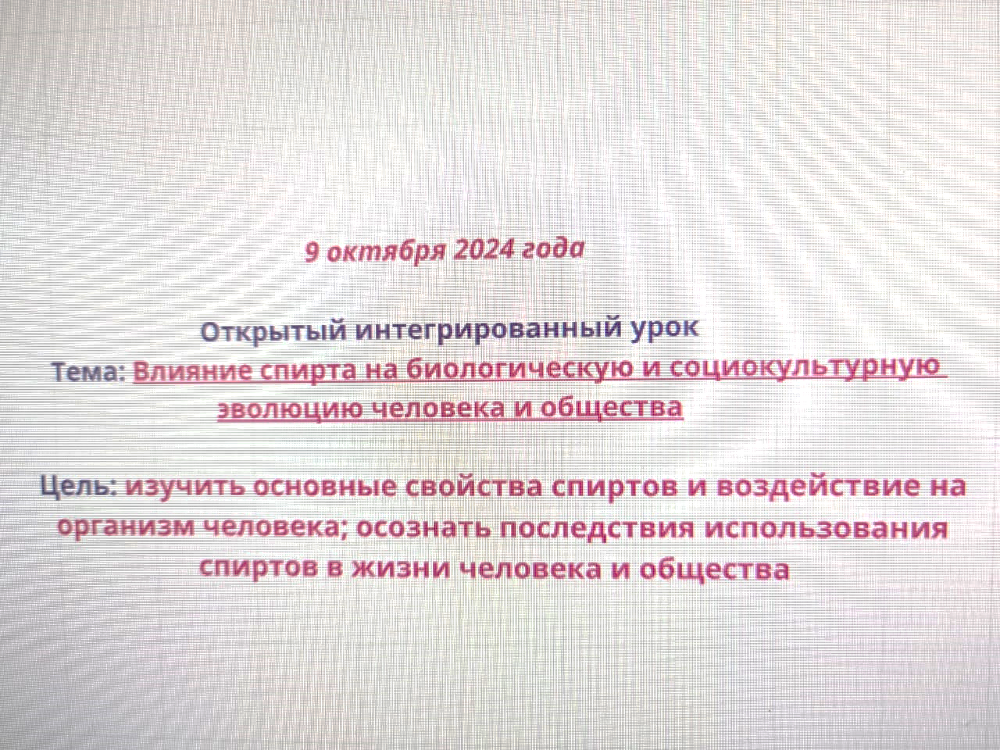 9 октября 2024 года
Открытый интегрированный урок
Тема: Влияние спирта на биологическую и социокультурную
эволюцию человека и общества
Цель: изучить основные свойства спиртов и воздействие на
организм человека; осознать последствия использования
спиртов в жизни человека и общества